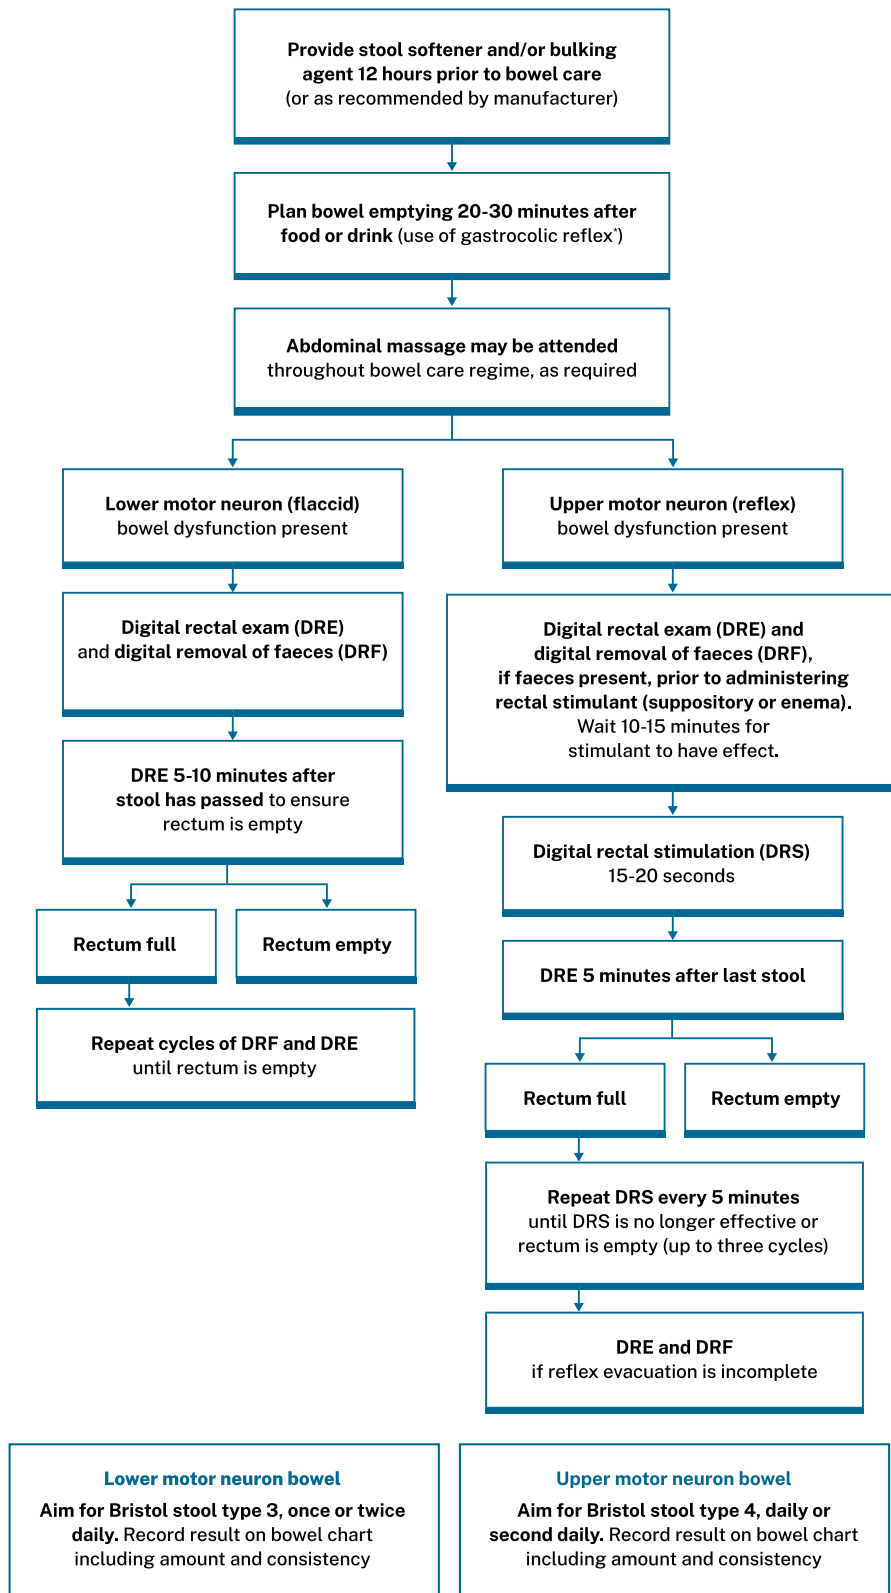 Provide stool softener and/or bulking
agent 12 hours prior to bowel care
(or as recommended by manufacturer)
Plan bowel emptying 20-30 minutes after
food or drink (use of gastrocolic reflex*)
Abdominal massage may be attended
throughout bowel care regime, as required
Lower motor neuron (flaccid)
bowel dysfunction present
Digital rectal exam (DRE)
and digital removal of faeces (DRF)
DRE 5-10 minutes after
stool has passed to ensure
rectum is empty
Rectum full
Rectum empty
Repeat cycles of DRF and DRE
until rectum is empty
Upper motor neuron (reflex)
bowel dysfunction present
Digital rectal exam (DRE) and
digital removal of faeces (DRF),
if faeces present, prior to administering
rectal stimulant (suppository or enema).
Wait 10-15 minutes for
stimulant to have effect.
Digital rectal stimulation (DRS)
15-20 seconds
DRE 5 minutes after last stool
Rectum full
Rectum empty
Repeat DRS every 5 minutes
until DRS is no longer effective or
rectum is empty (up to three cycles)
DRE and DRF
if reflex evacuation is incomplete
Lower motor neuron bowel
Aim for Bristol stool type 3, once or twice
daily. Record result on bowel chart
including amount and consistency
Upper motor neuron bowel
Aim for Bristol stool type 4, daily or
second daily. Record result on bowel chart
including amount and consistency